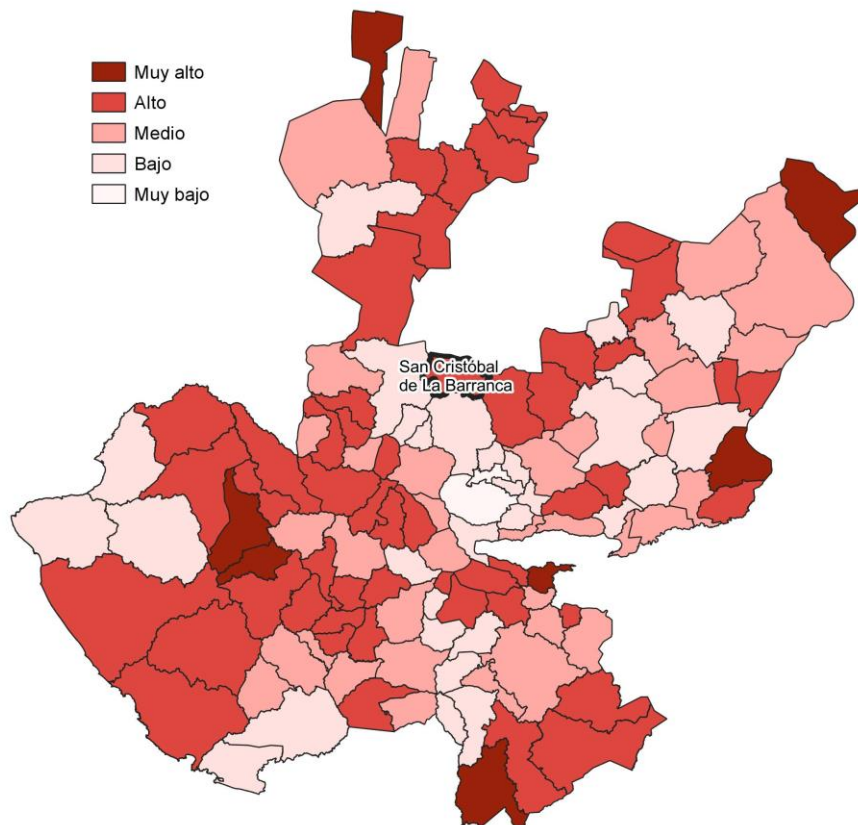 Muy alto
Alto
Medio
Bajo
Muy bajo
San Cristóbal
de La Barranca